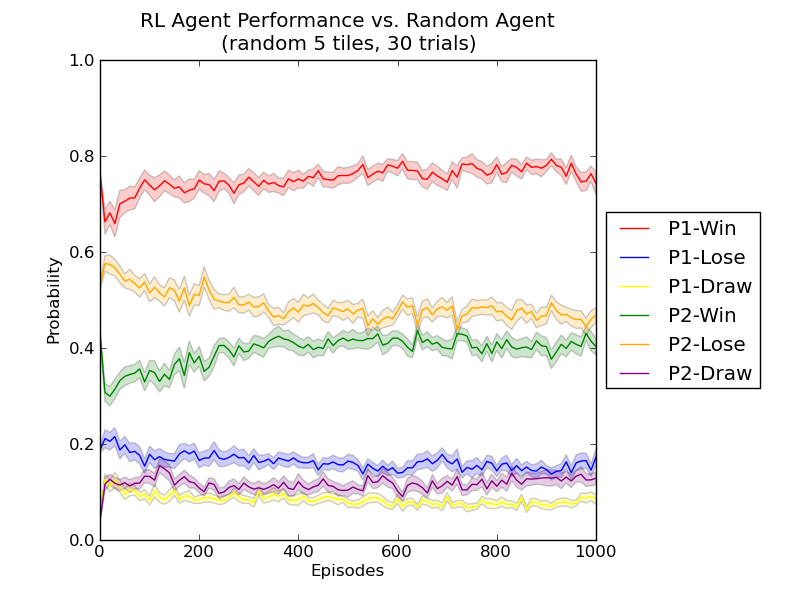 RL Agent Performance vs. Random Agent
(random 5 tiles, 30 trials)
1.0
0.8
0.6
0.4
0.2
0.0
Probability
0
200
400
600
800
1000
Episodes
P1-Win
P1-Lose
P1-Draw
P2-Win
P2-Lose
P2-Draw